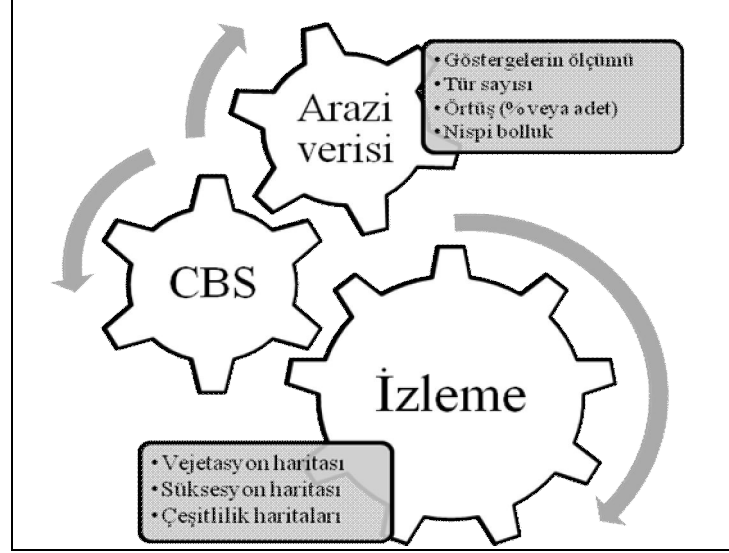 Arazi
verisi
• Göstergelerin ölçümü
• Tür sayısı
• Örtüş (% veya adet)
• Nispi bolluk
CBS
İzleme
• Vejetasyon haritası
• Süksesyon haritası
• Çeşitlilik haritaları